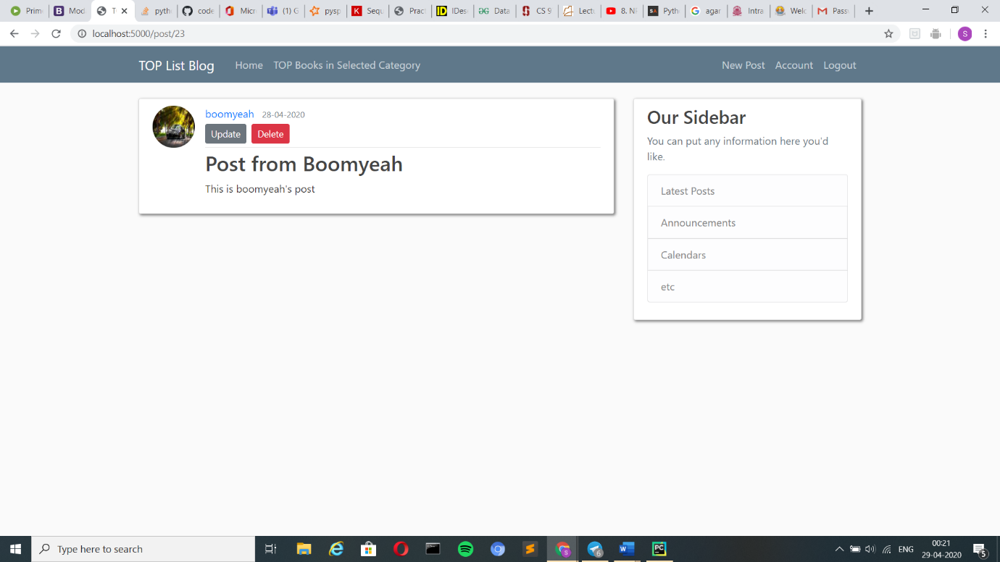 Prim
Mod
T
pyth
code
Micr
(1) G
pysp
Sequ
Prac
IDes
Data
CS 9
Lect
8. N
Pyth
agar
Intra
Welc
Pass
localhost:5000/post/23
S
TOP List Blog
Home
TOP Books in Selected Category
New Post
Account
Logout
boomyeah 28-04-2020
Update Delete
Post from Boomyeah
This is boomyeah's post
Our Sidebar
You can put any information here you'd
like.
Latest Posts
Announcements
Calendars
etc
Type here to search
ENG
00:21
29-04-2020
5